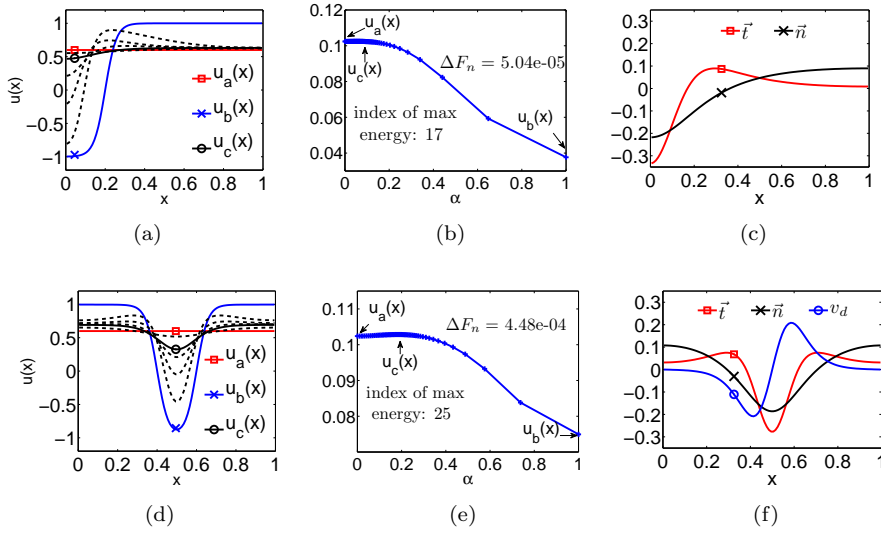 1
0.5
0
−0.5
−1
u(x)
0 0.2 0.4 0.6 0.8 1
x
u_a(x)
u_b(x)
u_c(x)
(a)
0.12
0.1
0.08
0.06
0.04
u_a(x)
u_c(x)
ΔF_n = 5.04e-05
index of max
energy: 17
u_b(x)
0 0.2 0.4 0.6 0.8 1
α
(b)
0.3
0.2
0.1
0
−0.1
−0.2
−0.3
\vec{t} \vec{n}
0 0.2 0.4 0.6 0.8 1
x
(c)
1
0.5
0
−0.5
−1
u(x)
0 0.2 0.4 0.6 0.8 1
x
u_a(x)
u_b(x)
u_c(x)
(d)
0.11
0.1
0.09
0.08
u_a(x)
ΔF_n = 4.48e-04
u_c(x)
index of max
energy: 25
u_b(x)
0 0.2 0.4 0.6 0.8 1
α
(e)
0.3
0.2
0.1
0
−0.1
−0.2
−0.3
\vec{t} \vec{n} v_d
0 0.2 0.4 0.6 0.8 1
x
(f)